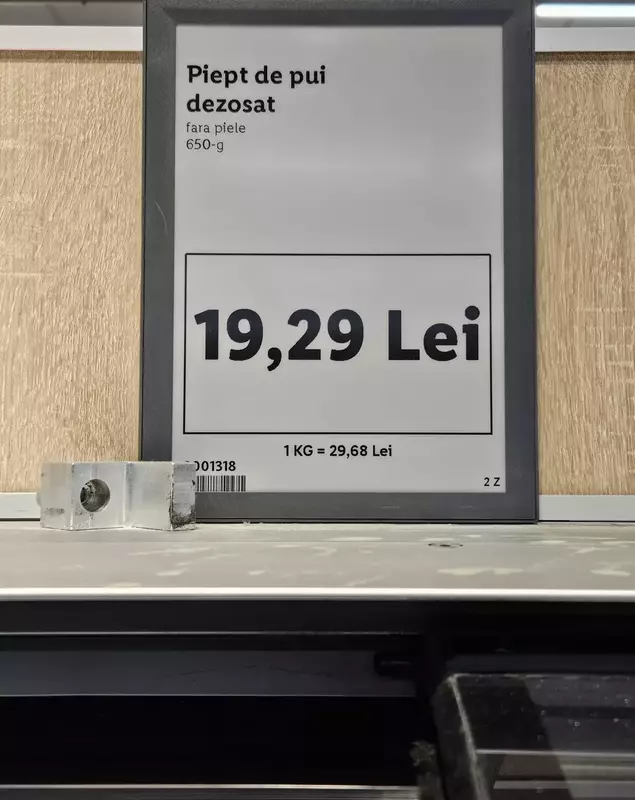 Piept de pui
dezosat
fara piele
650-g
19,29 Lei
1 KG = 29,68 Lei
001318
2 Z